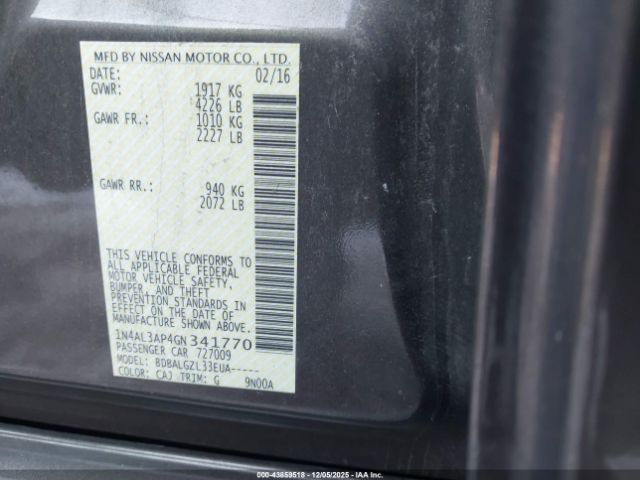 MFD BY NISSAN MOTOR CO., LTD.
DATE: 02/16
GVWR: 1917 KG
4226 LB
GAWR FR.: 1010 KG
2227 LB
GAWR RR.: 940 KG
2072 LB
THIS VEHICLE CONFORMS TO
ALL APPLICABLE FEDERAL
MOTOR VEHICLE SAFETY,
BUMPER, AND THEFT
PREVENTION STANDARDS IN
EFFECT ON THE DATE OF
MANUFACTURE SHOWN ABOVE.
1N4AL3AP4GN341770
PASSENGER CAR 727009
MODEL: BDBALGZL33EUA-----
COLOR: CAJ TRIM: G 9N00A
000-43859518 - 12/05/2025 - IAAI.COM